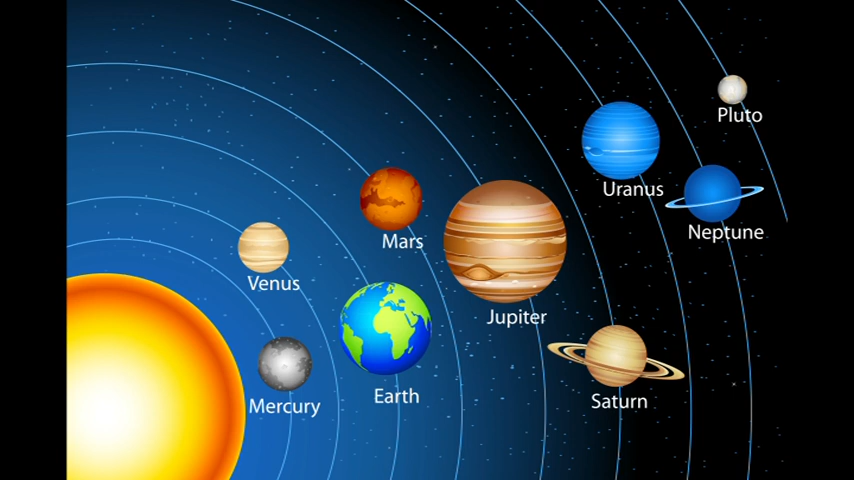 Pluto
Uranus
Neptune
Mars
Venus
Jupiter
Earth
Saturn
Mercury